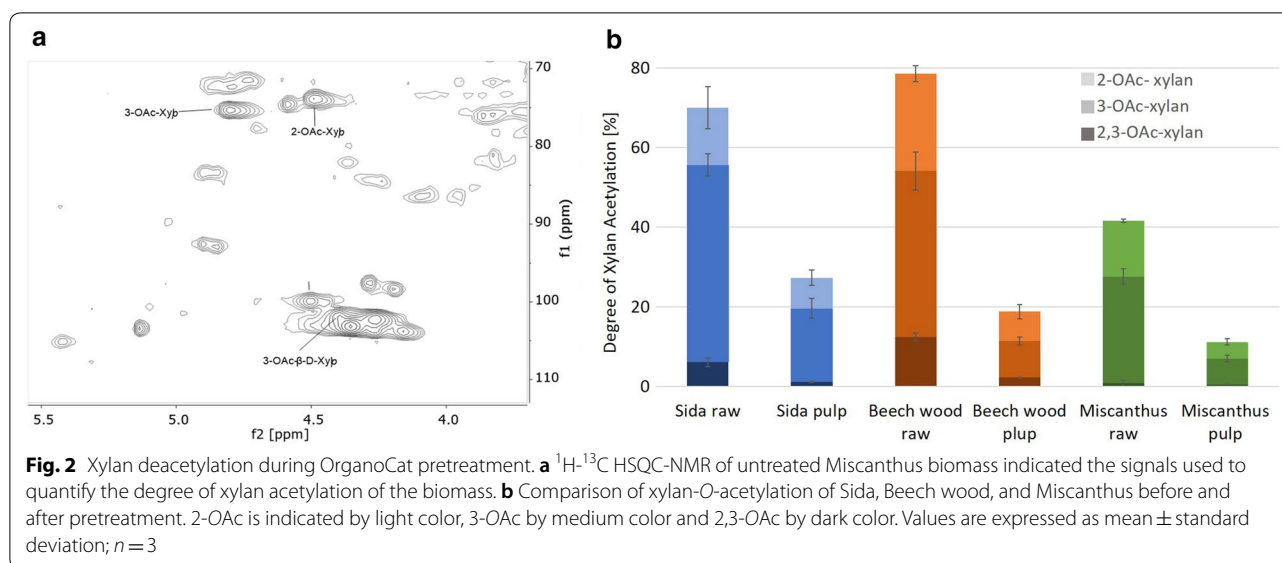 a
70
80
90
100
110
f1 (ppm)
5.5 5.0 4.5 4.0
f2 [ppm]
3-OAc-Xylp
2-OAc-Xylp
3-OAc-β-D-Xylp
b
80
60
40
20
0
Degree of Xylan Acetylation [%]
2-OAc- xylan
3-OAc-xylan
2,3-OAc-xylan
Sida raw
Sida pulp
Beech wood
raw
Beech wood
plup
Miscanthus
raw
Miscanthus
pulp
Fig. 2 Xylan deacetylation during OrganoCat pretreatment. a ¹H-¹³C HSQC-NMR of untreated Miscanthus biomass indicated the signals used to
quantify the degree of xylan acetylation of the biomass. b Comparison of xylan-O-acetylation of Sida, Beech wood, and Miscanthus before and
after pretreatment. 2-OAc is indicated by light color, 3-OAc by medium color and 2,3-OAc by dark color. Values are expressed as mean ± standard
deviation; n = 3